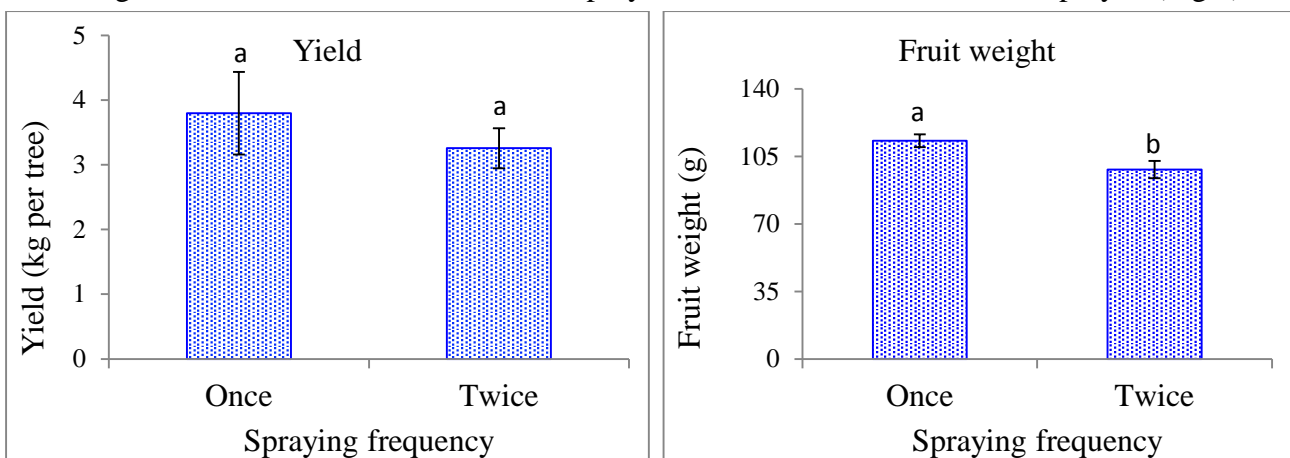 Yield
5
4
3
2
1
0
a
a
Yield (kg per tree)
Once
Twice
Spraying frequency
Fruit weight
140
105
70
35
0
a
b
Fruit weight (g)
Once
Twice
Spraying frequency